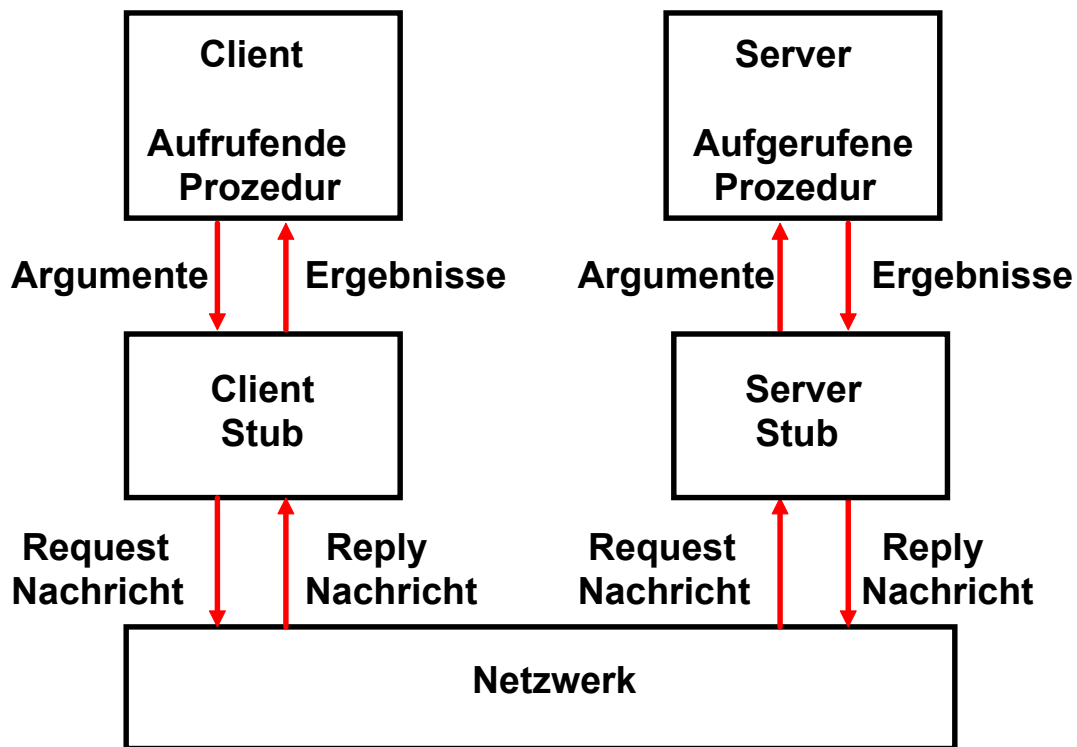 Client
Aufrufende
Prozedur
Server
Aufgerufene
Prozedur
Argumente
Ergebnisse
Argumente
Ergebnisse
Client
Stub
Server
Stub
Request
Nachricht
Reply
Nachricht
Request
Nachricht
Reply
Nachricht
Netzwerk